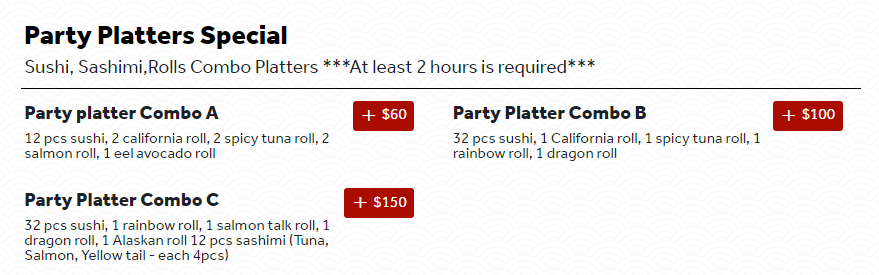 Party Platters Special
Sushi, Sashimi,Rolls Combo Platters ***At least 2 hours is required***
Party platter Combo A
+ $60
12 pcs sushi, 2 california roll, 2 spicy tuna roll, 2
salmon roll, 1 eel avocado roll
Party Platter Combo B
+ $100
32 pcs sushi, 1 California roll, 1 spicy tuna roll, 1
rainbow roll, 1 dragon roll
Party Platter Combo C
+ $150
32 pcs sushi, 1 rainbow roll, 1 salmon talk roll, 1
dragon roll, 1 Alaskan roll 12 pcs sashimi (Tuna,
Salmon, Yellow tail - each 4pcs)